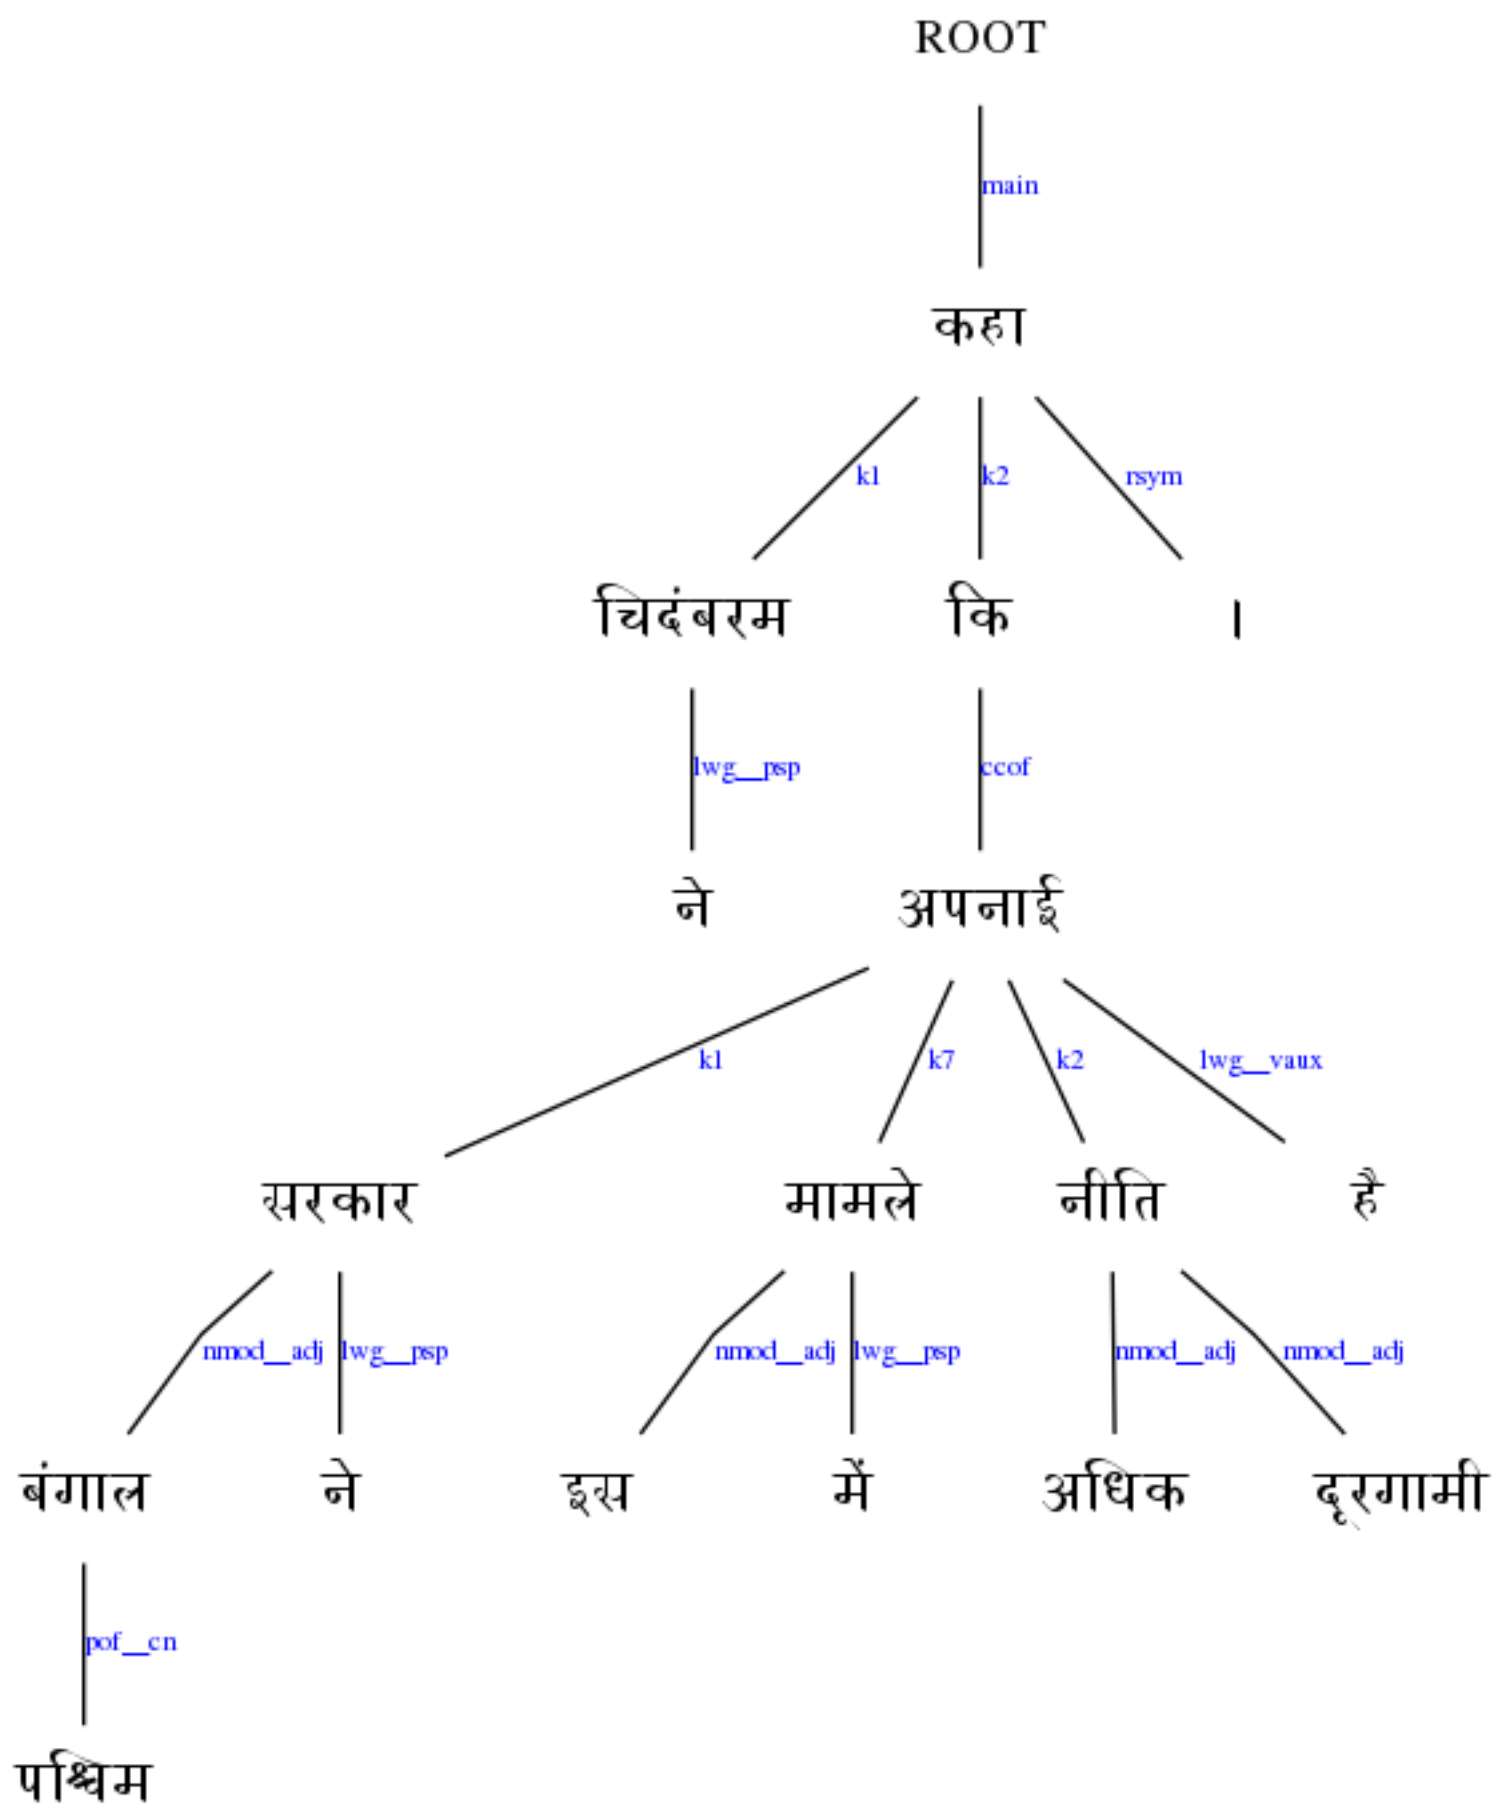 ROOT
main
कहा
k1 k2 rsym
चिदंबरम कि ।
lwg__psp ccof
ने अपनाई
k1 k7 k2 lwg__vaux
सरकार मामले नीति है
nmod__adj lwg__psp nmod__adj lwg__psp nmod__adj nmod__adj
बंगाल ने इस में अधिक दूरगामी
pof__cn
पश्चिम